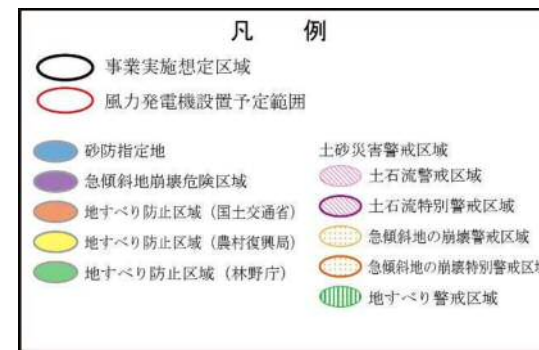 凡 例
事業実施想定区域
風力発電機設置予定範囲
砂防指定地
急傾斜地崩壊危険区域
地すべり防止区域（国土交通省）
地すべり防止区域（農村復興局）
地すべり防止区域（林野庁）
土砂災害警戒区域
土石流警戒区域
土石流特別警戒区域
急傾斜地の崩壊警戒区域
急傾斜地の崩壊特別警戒区域
地すべり警戒区域